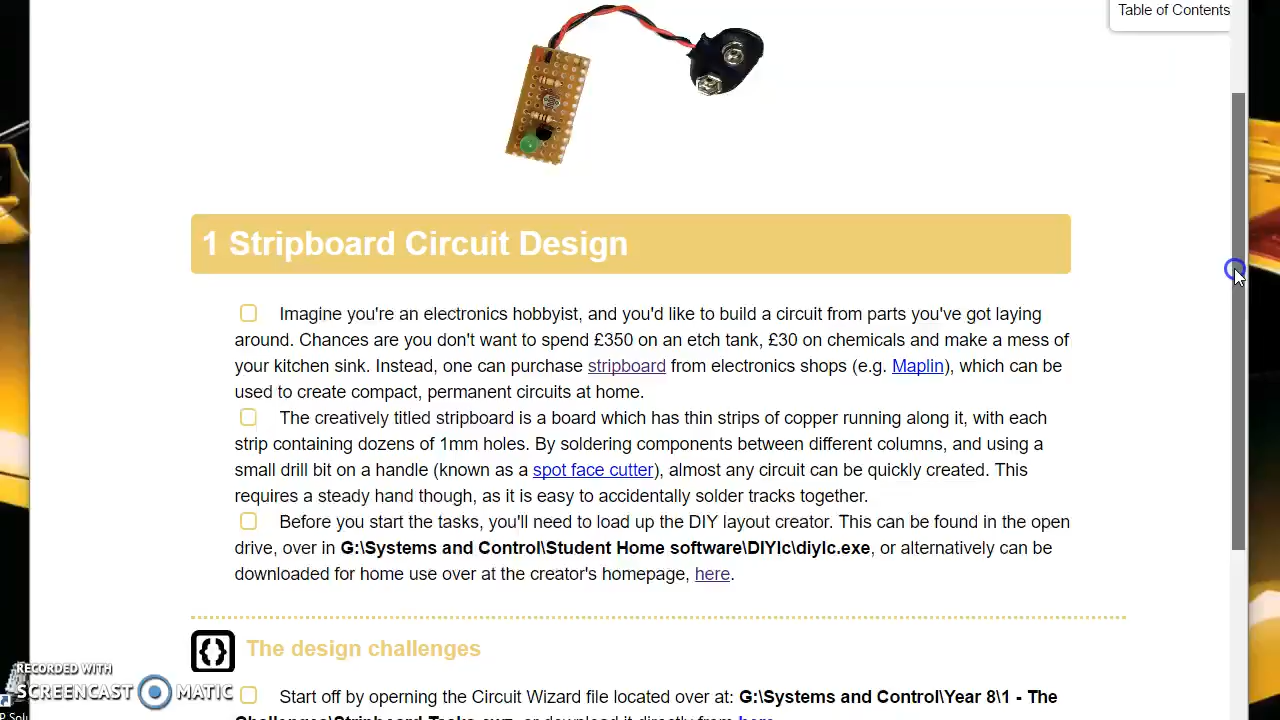 Table of Contents
1 Stripboard Circuit Design
Imagine you're an electronics hobbyist, and you'd like to build a circuit from parts you've got laying
around. Chances are you don't want to spend £350 on an etch tank, £30 on chemicals and make a mess of
your kitchen sink. Instead, one can purchase stripboard from electronics shops (e.g. Maplin), which can be
used to create compact, permanent circuits at home.
The creatively titled stripboard is a board which has thin strips of copper running along it, with each
strip containing dozens of 1mm holes. By soldering components between different columns, and using a
small drill bit on a handle (known as a spot face cutter), almost any circuit can be quickly created. This
requires a steady hand though, as it is easy to accidentally solder tracks together.
Before you start the tasks, you'll need to load up the DIY layout creator. This can be found in the open
drive, over in G:\Systems and Control\Student Home software\DIYlc\diylc.exe, or alternatively can be
downloaded for home use over at the creator's homepage, here.
The design challenges
Start off by operning the Circuit Wizard file located over at: G:\Systems and Control\Year 8\1 - The
Challenges\Stripboard Tasks.cwz, or download it directly from here
RECORDED WITH
SCREENCAST MATIC